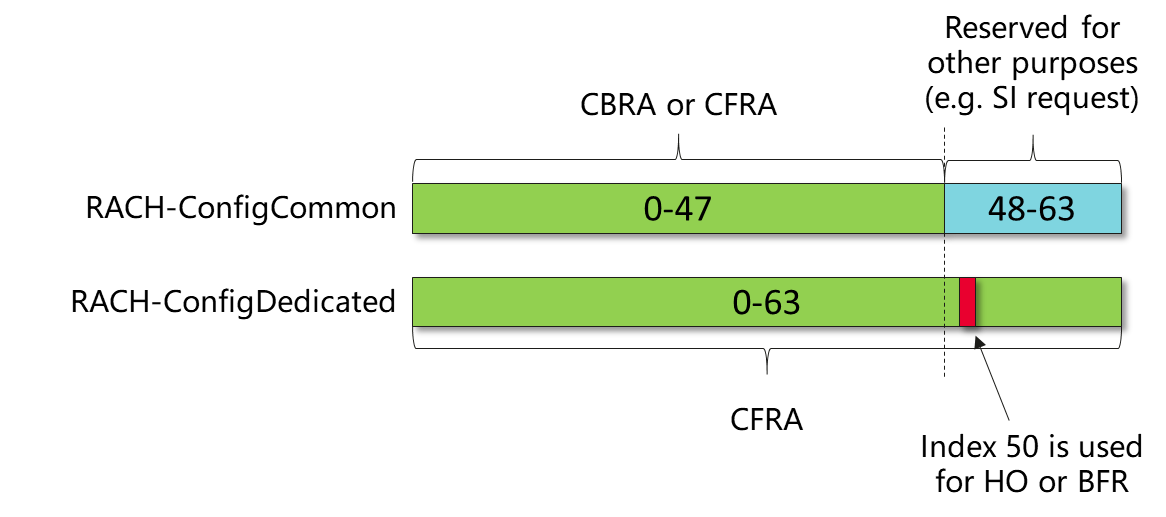 Reserved for
other purposes
(e.g. SI request)
CBRA or CFRA
RACH-ConfigCommon
0-47
48-63
RACH-ConfigDedicated
0-63
CFRA
Index 50 is used
for HO or BFR